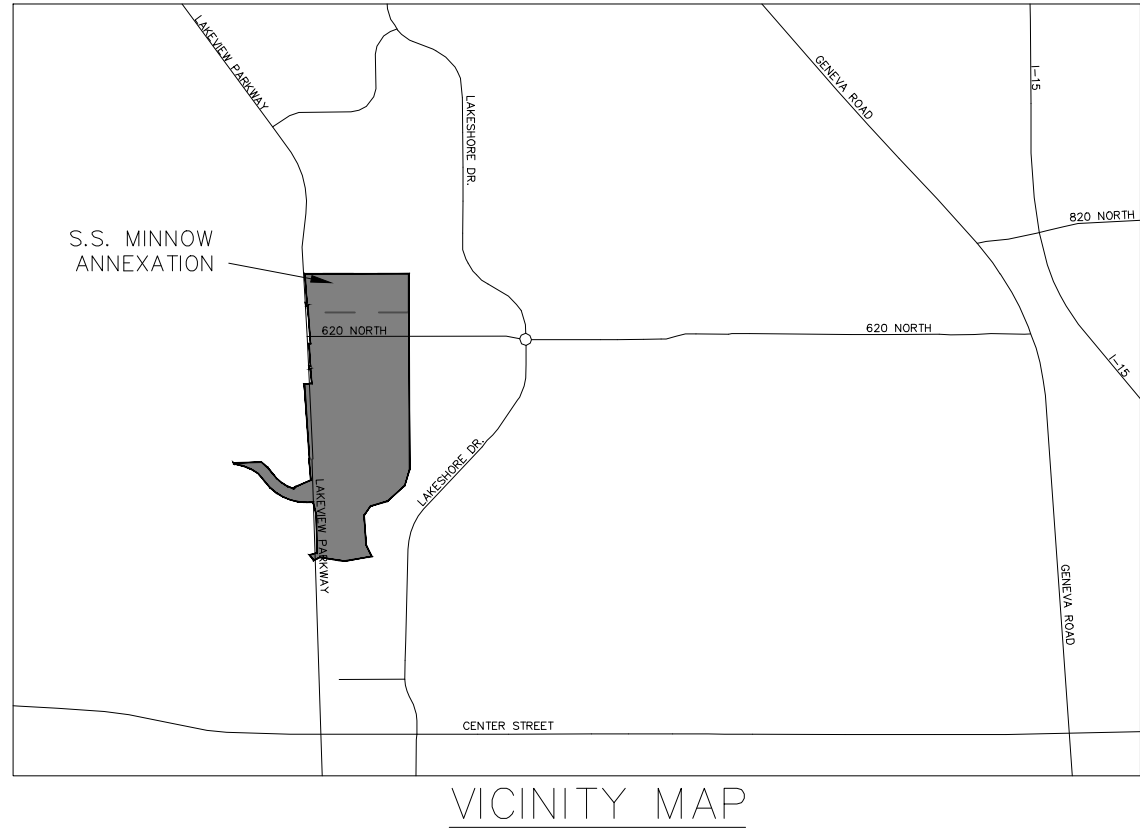 LAKEVIEW PARKWAY
LAKESHORE DR.
GENEVA ROAD
I-15
820 NORTH
S.S. MINNOW
ANNEXATION
620 NORTH
620 NORTH
I-15
LAKESHORE DR.
LAKEVIEW PARKWAY
GENEVA ROAD
CENTER STREET
VICINITY MAP